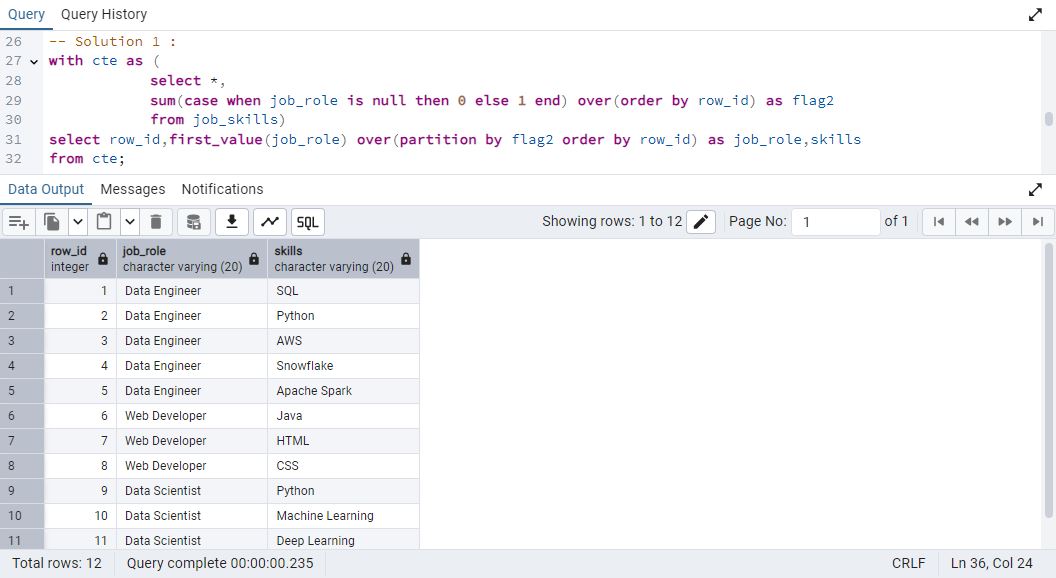 Query Query History
26 -- Solution 1 :
27 with cte as (
28 select *,
29 sum(case when job_role is null then 0 else 1 end) over(order by row_id) as flag2
30 from job_skills)
31 select row_id,first_value(job_role) over(partition by flag2 order by row_id) as job_role,skills
32 from cte;
Data Output Messages Notifications
SQL Showing rows: 1 to 12 Page No: 1 of 1
row_id job_role skills
integer character varying (20) character varying (20)
1 1 Data Engineer SQL
2 2 Data Engineer Python
3 3 Data Engineer AWS
4 4 Data Engineer Snowflake
5 5 Data Engineer Apache Spark
6 6 Web Developer Java
7 7 Web Developer HTML
8 8 Web Developer CSS
9 9 Data Scientist Python
10 10 Data Scientist Machine Learning
11 11 Data Scientist Deep Learning
Total rows: 12 Query complete 00:00:00.235 CRLF Ln 36, Col 24